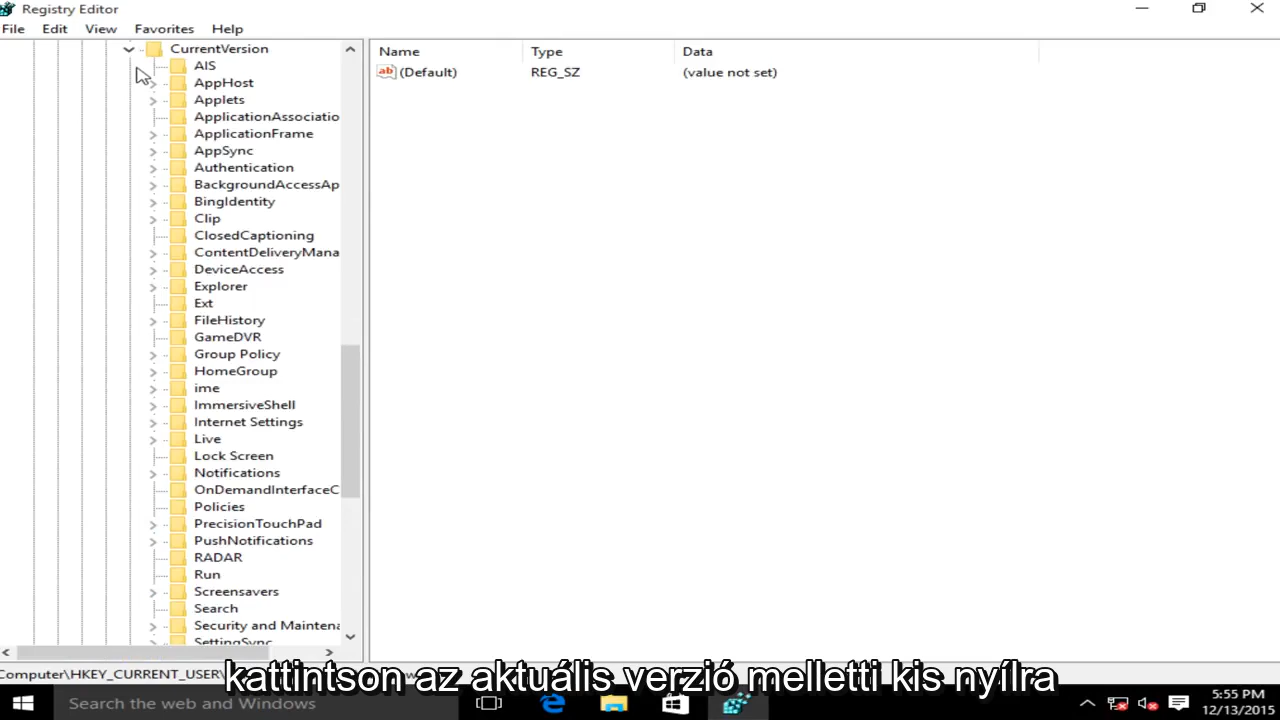 Registry Editor
File Edit View Favorites Help
CurrentVersion
AIS
AppHost
Applets
ApplicationAssociatio
ApplicationFrame
AppSync
Authentication
BackgroundAccessAp
BingIdentity
Clip
ClosedCaptioning
ContentDeliveryMana
DeviceAccess
Explorer
Ext
FileHistory
GameDVR
Group Policy
HomeGroup
ime
ImmersiveShell
Internet Settings
Live
Lock Screen
Notifications
OnDemandInterfaceC
Policies
PrecisionTouchPad
PushNotifications
RADAR
Run
Screensavers
Search
Security and Maintena
SettingSync
Name Type Data
ab (Default) REG_SZ (value not set)
Computer\HKEY_CURRENT_USER\
kattintson az aktuális verzió melletti kis nyílra
Search the web and Windows
5:55 PM
12/13/2015